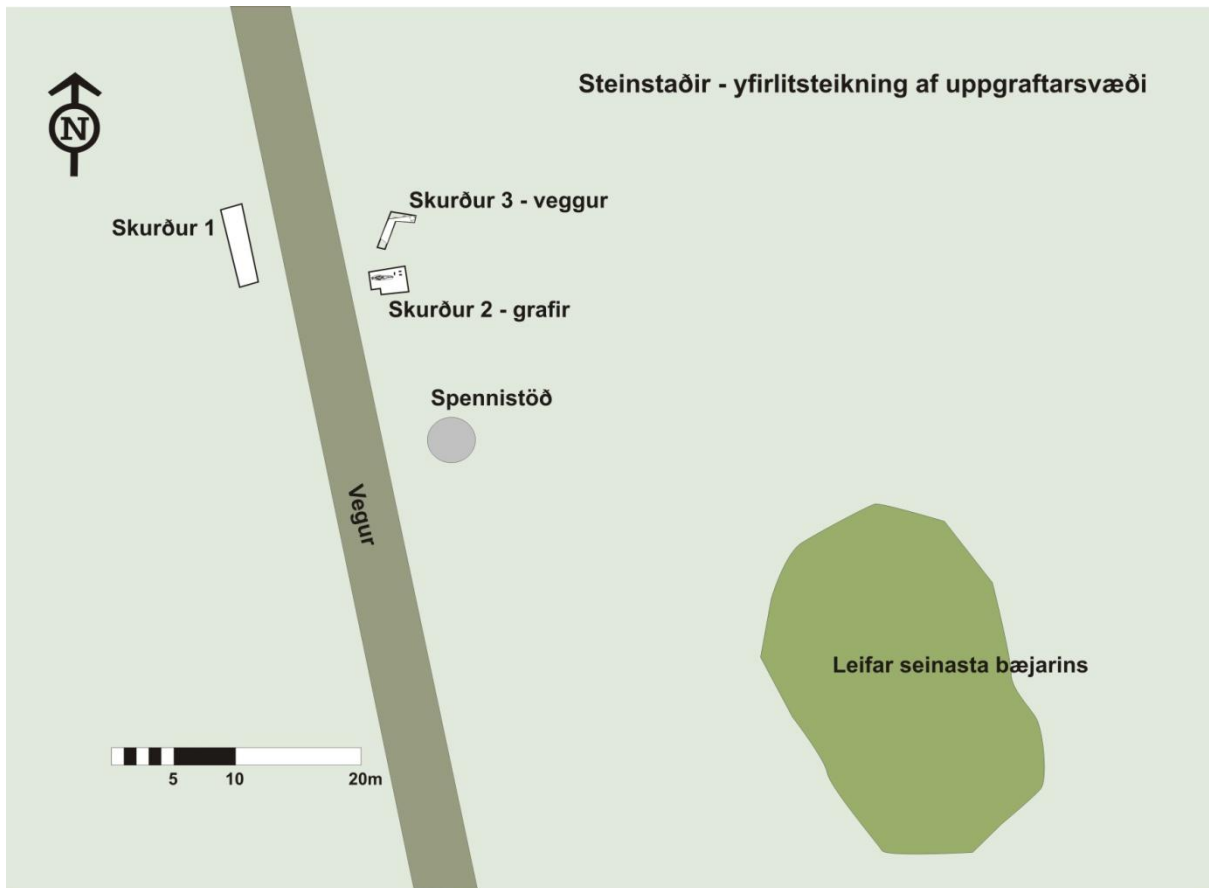 Steinstaðir - yfirlitsteikning af uppgraftarsvæði
N
Skurður 3 - veggur
Skurður 1
Skurður 2 - grafir
Spennistöð
Vegur
Leifar seinasta bæjarins
5 10 20m